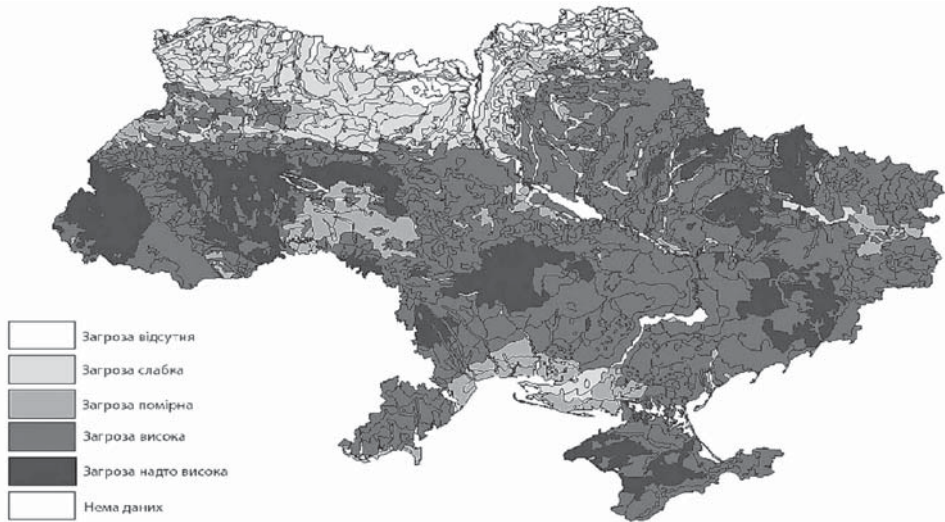 Загроза відсутня
Загроза слабка
Загроза помірна
Загроза висока
Загроза надто висока
Нема даних